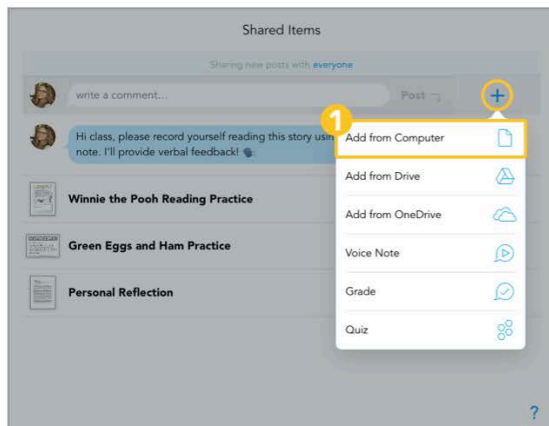 Shared Items
Sharing new posts with everyone
write a comment...
Post
+
1
Hi class, please record yourself reading this story usin
note. I'll provide verbal feedback!
Add from Computer
Add from Drive
Add from OneDrive
Voice Note
Grade
Quiz
Winnie the Pooh Reading Practice
Green Eggs and Ham Practice
Personal Reflection
?